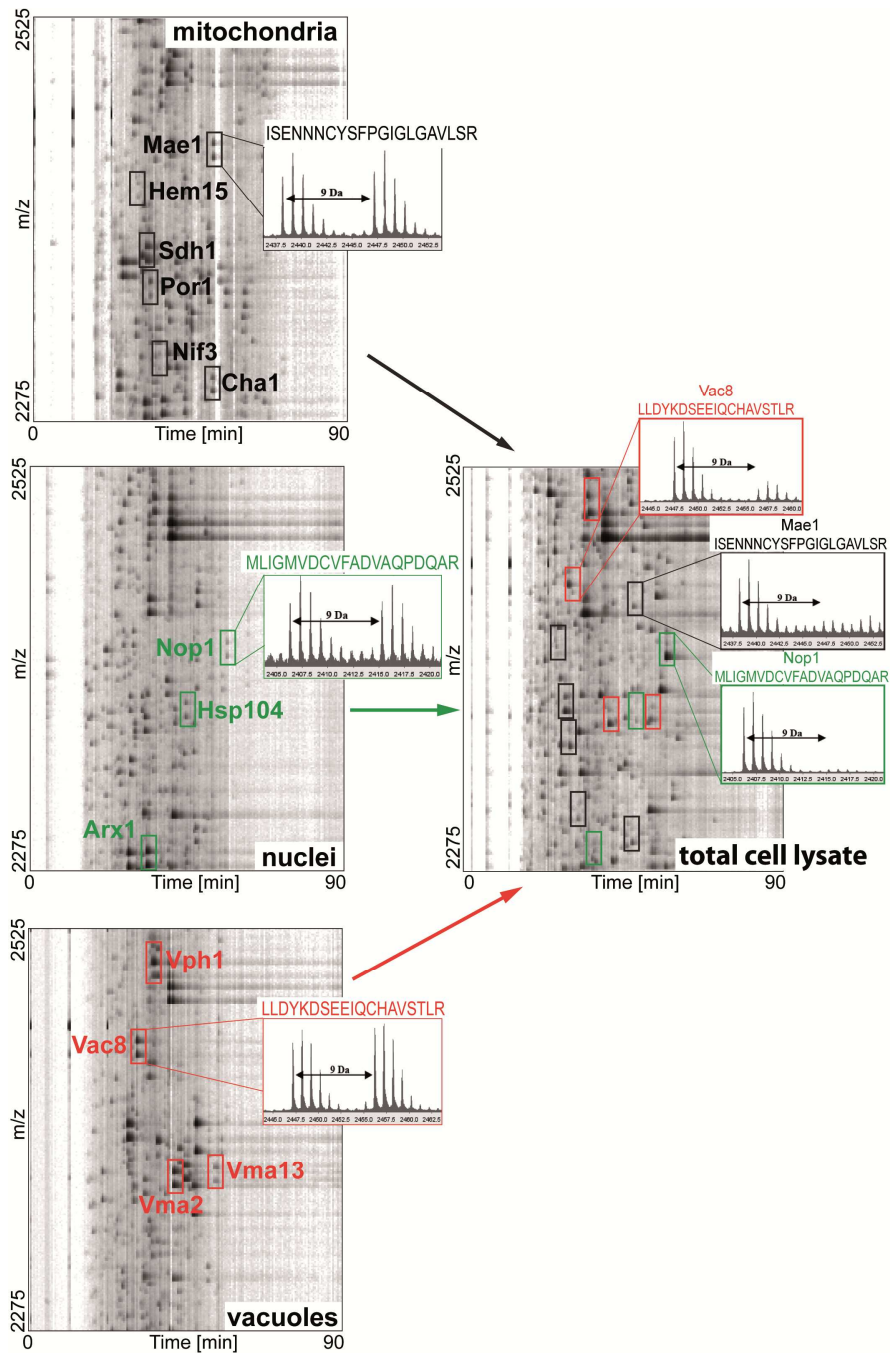 2525
mitochondria
ISENNNCYSFPGIGLGAVLSR
Mae1
9 Da
2437.5 2440.0 2442.5 2445.0 2447.5 2450.0 2452.5
Hem15
m/z
Sdh1
Por1
Nif3
Cha1
2275
0 Time [min] 90
Vac8
LLDYKDSEEIQCHAVSTLR
9 Da
2445.0 2447.5 2450.0 2452.5 2455.0 2457.5 2460.0
2525
2525
Mae1
ISENNNCYSFPGIGLGAVLSR
9 Da
2437.5 2440.0 2442.5 2445.0 2447.5 2450.0 2452.5
MLIGMVDCVFADVAQPDQAR
9 Da
2405.0 2407.5 2410.0 2412.5 2415.0 2417.5 2420.0
Nop1
m/z
m/z
Nop1
MLIGMVDCVFADVAQPDQAR
9 Da
2405.0 2407.5 2410.0 2412.5 2415.0 2417.5 2420.0
Hsp104
Arx1
2275
nuclei
2275
total cell lysate
0 Time [min] 90
0 Time [min] 90
2525
Vph1
LLDYKDSEEIQCHAVSTLR
9 Da
2445.0 2447.5 2450.0 2452.5 2455.0 2457.5 2460.0 2462.5
Vac8
m/z
Vma13
Vma2
2275
vacuoles
0 Time [min] 90